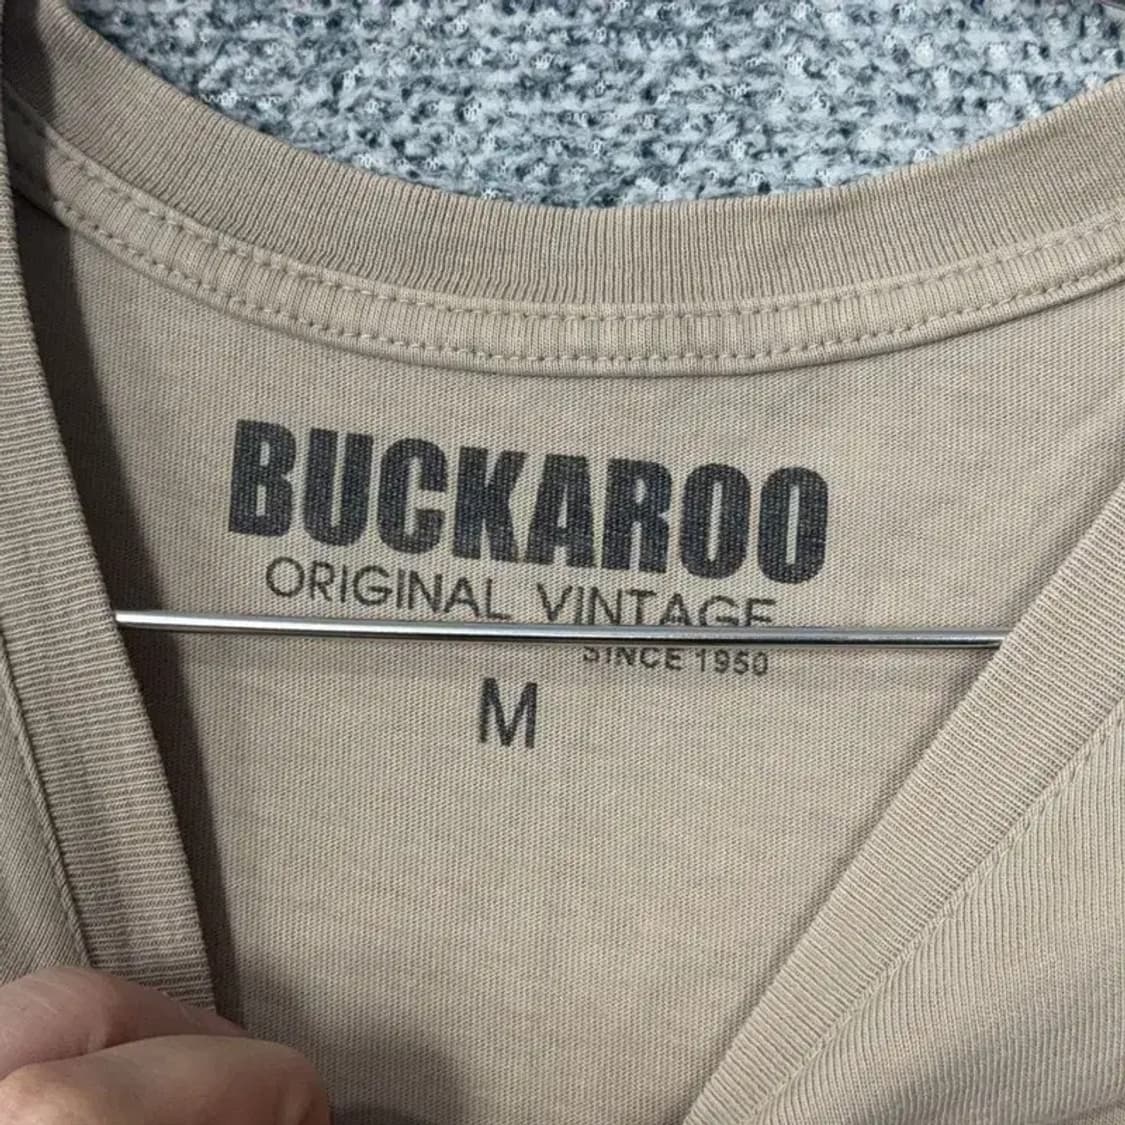 BUCKAROO
ORIGINAL VINTAGE
SINCE 1950
M